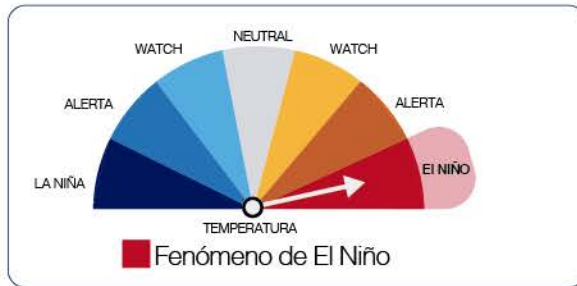 NEUTRAL
WATCH
WATCH
ALERTA
ALERTA
LA NIÑA
El NIÑO
TEMPERATURA
Fenómeno de El Niño